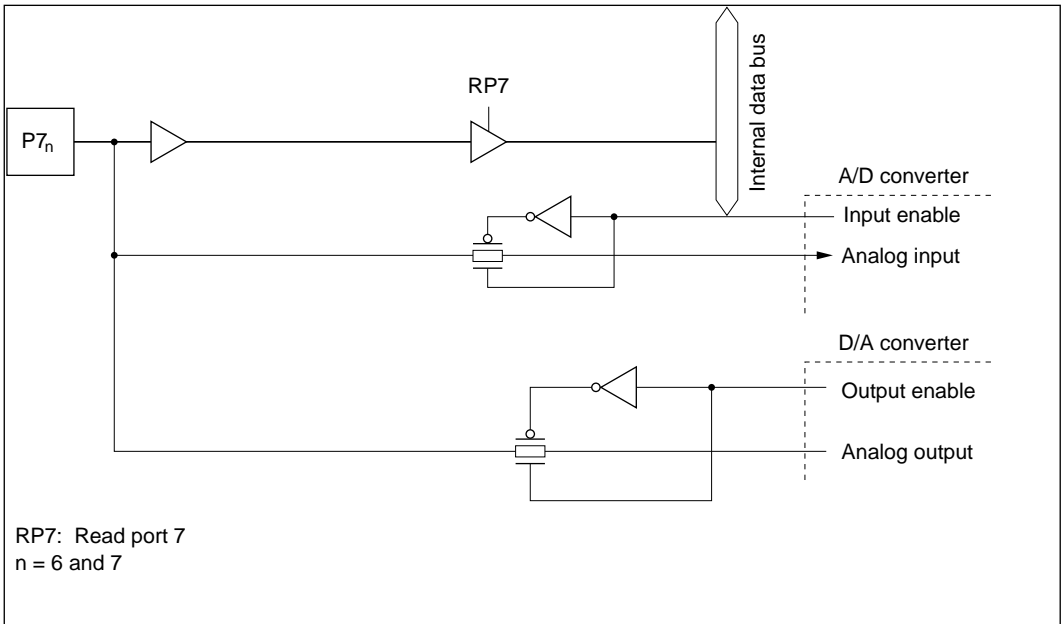 RP7
P7n
Internal data bus
A/D converter
Input enable
Analog input
D/A converter
Output enable
Analog output
RP7: Read port 7
n = 6 and 7